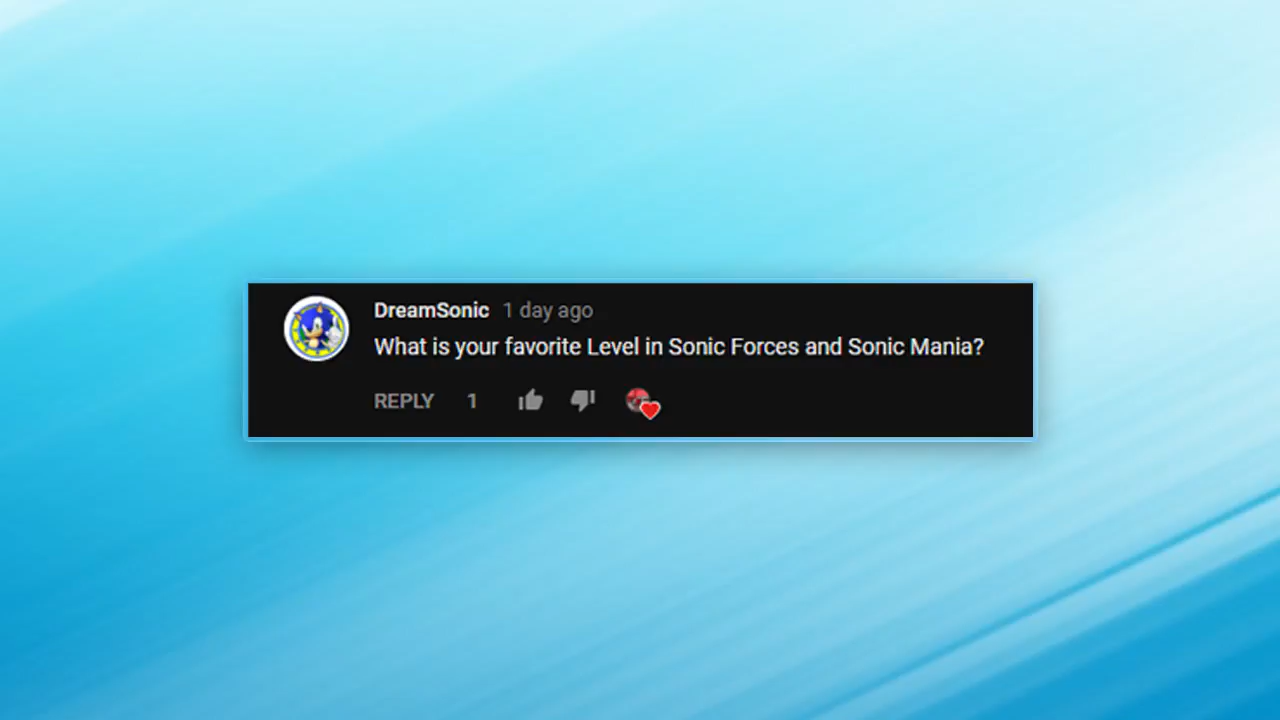 DreamSonic 1 day ago
What is your favorite Level in Sonic Forces and Sonic Mania?
REPLY 1